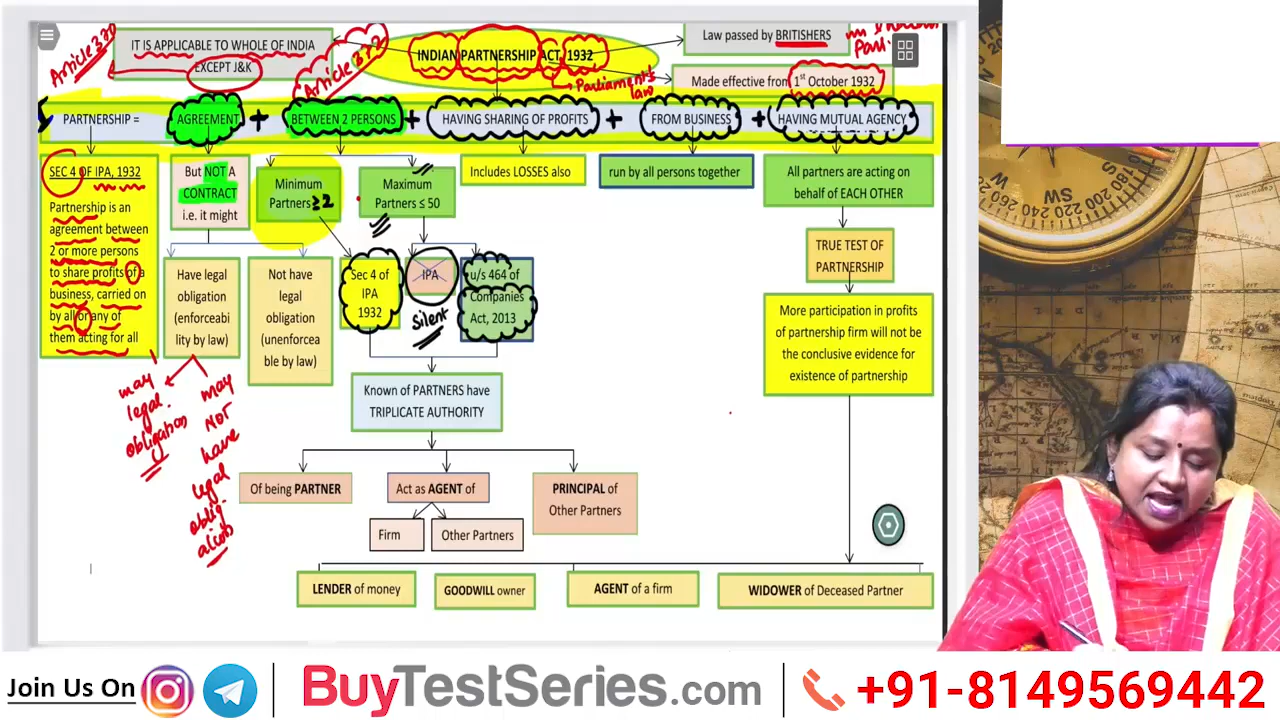 IT IS APPLICABLE TO WHOLE OF INDIA
EXCEPT J&K
Article 370
Article 370
INDIAN PARTNERSHIP ACT, 1932
Parliament's
law
Law passed by BRITISHERS
Part.
Made effective from 1st October 1932
PARTNERSHIP =
AGREEMENT
+
BETWEEN 2 PERSONS
+
HAVING SHARING OF PROFITS
+
FROM BUSINESS
+
HAVING MUTUAL AGENCY
SEC 4 OF IPA, 1932
Partnership is an
agreement between
2 or more persons
to share profits of a
business, carried on
by all or any of
them acting for all
But NOT A
CONTRACT
i.e. it might
Minimum
Partners ≥2
Maximum
Partners ≤ 50
Includes LOSSES also
run by all persons together
All partners are acting on
behalf of EACH OTHER
Have legal
obligation
(enforceabi
lity by law)
Not have
legal
obligation
(unenforcea
ble by law)
Sec 4 of
IPA
1932
IPA
Silent
u/s 464 of
Companies
Act, 2013
TRUE TEST OF
PARTNERSHIP
More participation in profits
of partnership firm will not be
the conclusive evidence for
existence of partnership
may
legal
obligation
may
NOT
have
legal
oblig-
ation
Known of PARTNERS have
TRIPLICATE AUTHORITY
Of being PARTNER
Act as AGENT of
PRINCIPAL of
Other Partners
Firm
Other Partners
LENDER of money
GOODWILL owner
AGENT of a firm
WIDOWER of Deceased Partner
SW
Join Us On
BuyTestSeries.com
+91-8149569442